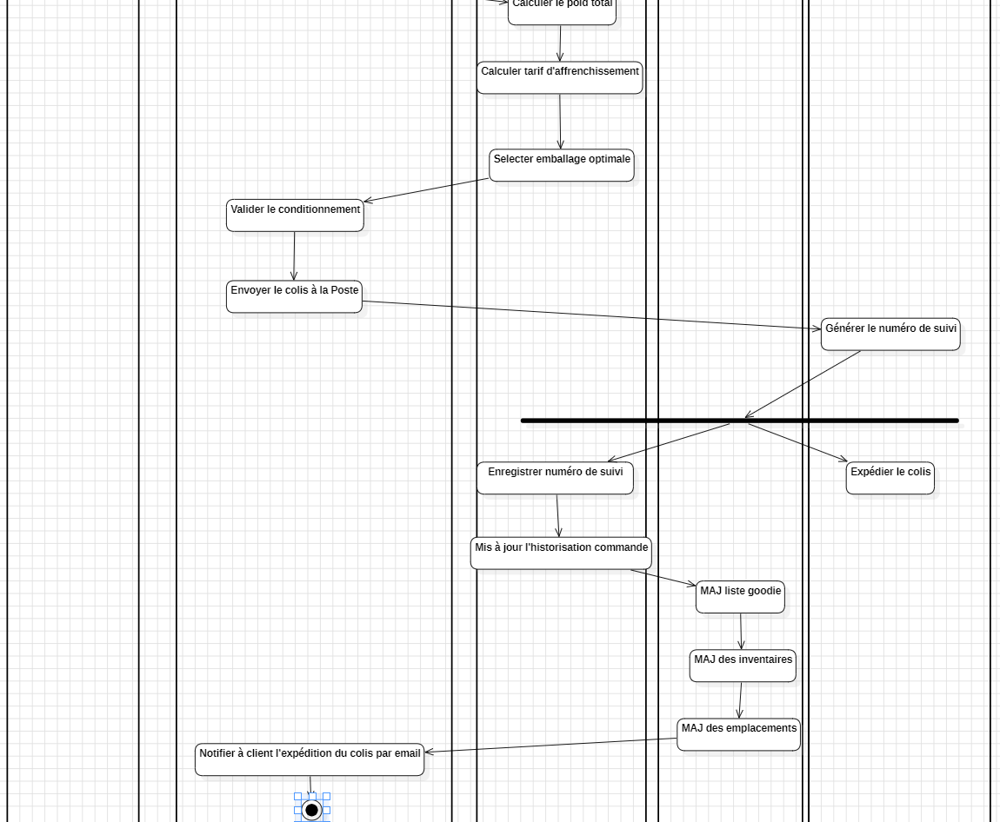 Calculer le poid total
Calculer tarif d'affrenchissement
Selecter emballage optimale
Valider le conditionnement
Envoyer le colis à la Poste
Générer le numéro de suivi
Enregistrer numéro de suivi
Expédier le colis
Mis à jour l'historisation commande
MAJ liste goodie
MAJ des inventaires
MAJ des emplacements
Notifier à client l'expédition du colis par email